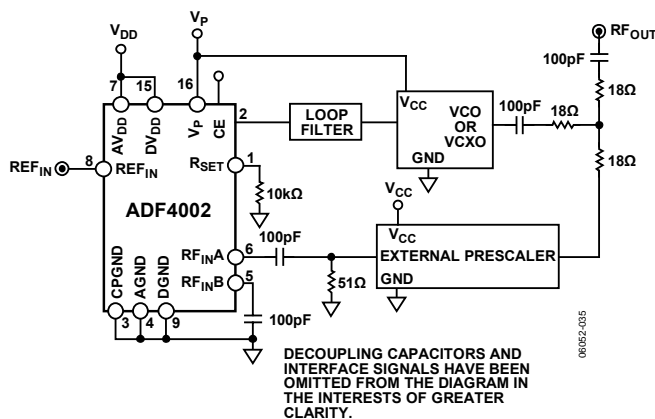 VDD
VP
RFOUT
100pF
7
15
16
18Ω
AVDD
DVDD
VP
CE
2
LOOP
FILTER
VCC
VCO
OR
VCXO
GND
100pF
18Ω
18Ω
REFIN
8
REFIN
RSET
1
10kΩ
ADF4002
VCC
VCC
EXTERNAL PRESCALER
GND
100pF
RFINA
6
RFINB
5
51Ω
CPGND
AGND
DGND
3
4
9
100pF
DECOUPLING CAPACITORS AND
INTERFACE SIGNALS HAVE BEEN
OMITTED FROM THE DIAGRAM IN
THE INTERESTS OF GREATER
CLARITY.
06052-035